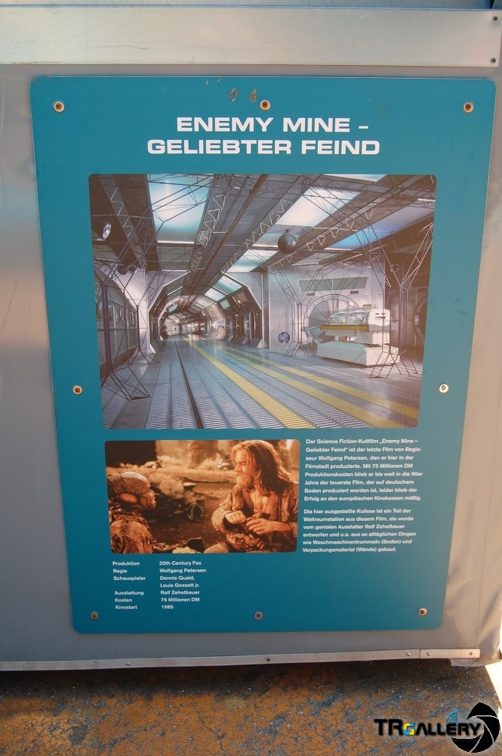 ENEMY MINE –
GELIEBTER FEIND
Der Science Fiction-Kultfilm „Enemy Mine –
Geliebter Feind“ ist der letzte Film von Regis-
seur Wolfgang Petersen, den er hier in der
Filmstadt produzierte. Mit 75 Millionen DM
Produktionskosten blieb er bis weit in die 90er
Jahre der teuerste Film, der auf deutschem
Boden produziert worden ist, leider blieb der
Erfolg an den europäischen Kinokassen mäßig.
Die hier ausgestellte Kulisse ist ein Teil der
Weltraumstation aus diesem Film, sie wurde
vom genialen Ausstatter Rolf Zehetbauer
entworfen und u.a. aus so alltäglichen Dingen
wie Waschmaschinentrommeln (Boden) und
Verpackungsmaterial (Wände) gebaut.
Produktion 20th Century Fox
Regie Wolfgang Petersen
Schauspieler Dennis Quaid,
Louis Gossett jr.
Ausstattung Rolf Zehetbauer
Kosten 75 Millionen DM
Kinostart 1985
TRGALLERY